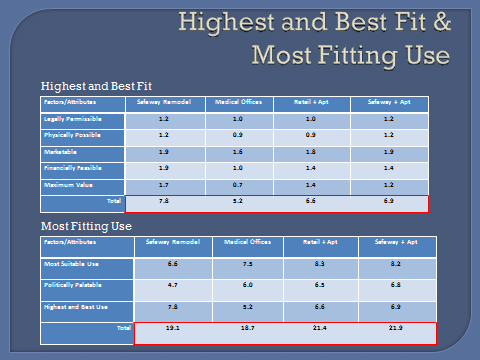 Highest and Best Fit &
Most Fitting Use
Highest and Best Fit
Factors/Attributes Safeway Remodel Medical Offices Retail + Apt Safeway + Apt
Legally Permissible 1.2 1.0 1.0 1.2
Physically Possible 1.2 0.9 0.9 1.2
Marketable 1.9 1.6 1.8 1.9
Financially Feasible 1.9 1.0 1.4 1.4
Maximum Value 1.7 0.7 1.4 1.2
Total 7.8 5.2 6.6 6.9
Most Fitting Use
Factors/Attributes Safeway Remodel Medical Offices Retail + Apt Safeway + Apt
Most Suitable Use 6.6 7.5 8.3 8.2
Politically Palatable 4.7 6.0 6.5 6.8
Highest and Best Use 7.8 5.2 6.6 6.9
Total 19.1 18.7 21.4 21.9